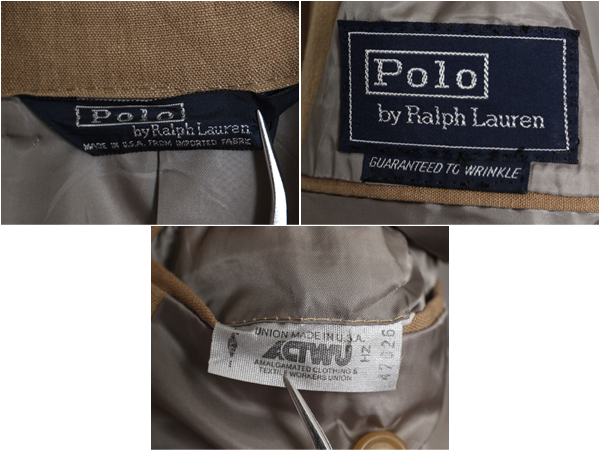 Polo
by Ralph Lauren
MADE IN U.S.A. FROM IMPORTED FABRIC
Polo
by Ralph Lauren
GUARANTEED TO WRINKLE
UNION MADE IN U.S.A.
ACTWU
AMALGAMATED CLOTHING &
TEXTILE WORKERS UNION
HZ